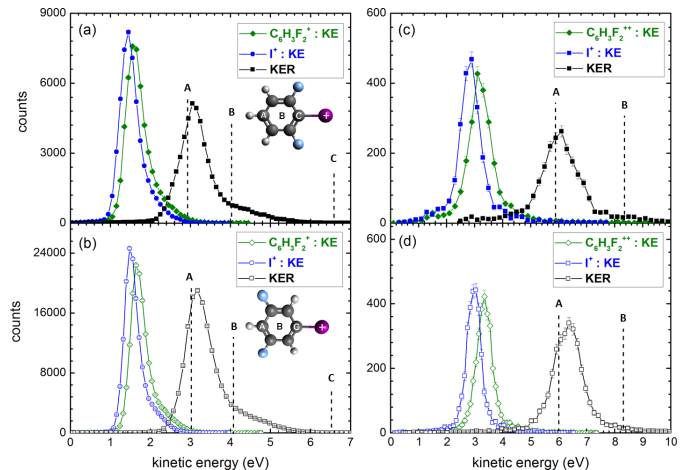 (a)
C₆H₃F₂⁺ : KE
I⁺ : KE
KER
A
B
C
A B C +
9000
6000
3000
0
counts
(b)
C₆H₃F₂⁺ : KE
I⁺ : KE
KER
A
B
C
A B C +
24000
18000
12000
6000
0
counts
0 1 2 3 4 5 6 7
kinetic energy (eV)
(c)
C₆H₃F₂⁺⁺ : KE
I⁺ : KE
KER
A
B
600
400
200
0
(d)
C₆H₃F₂⁺⁺ : KE
I⁺ : KE
KER
A
B
600
400
200
0
0 1 2 3 4 5 6 7 8 9 10
kinetic energy (eV)